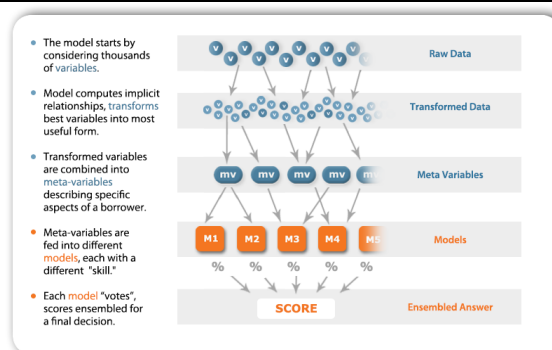 The model starts by
considering thousands
of variables.
Model computes implicit
relationships, transforms
best variables into most
useful form.
Transformed variables
are combined into
meta-variables
describing specific
aspects of a borrower.
Meta-variables are
fed into different
models, each with a
different "skill."
Each model "votes",
scores ensembled for
a final decision.
v v v v v v v
v v v v v v
Raw Data
Transformed Data
mv mv mv mv mv
Meta Variables
M1 M2 M3 M4 M5
Models
% % % % %
SCORE
Ensembled Answer